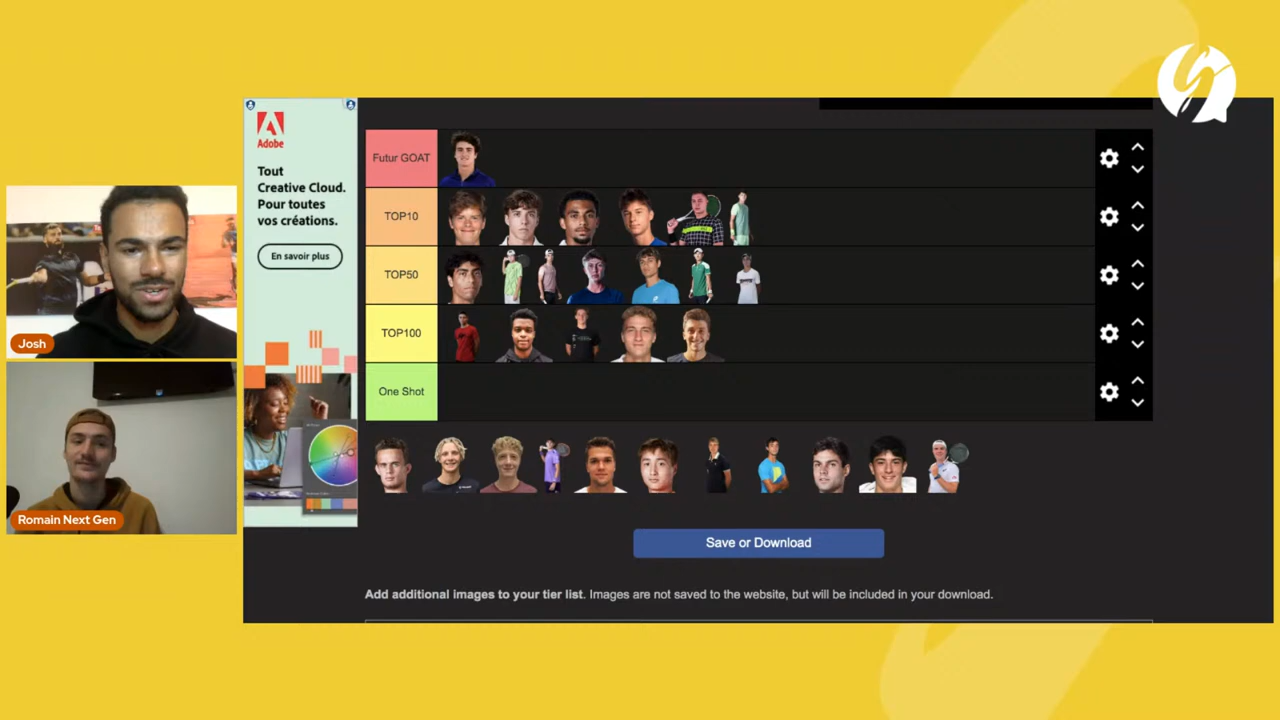 Adobe
Tout
Creative Cloud.
Pour toutes
vos créations.
En savoir plus
Josh
Romain Next Gen
Futur GOAT
TOP10
TOP50
TOP100
One Shot
Save or Download
Add additional images to your tier list. Images are not saved to the website, but will be included in your download.